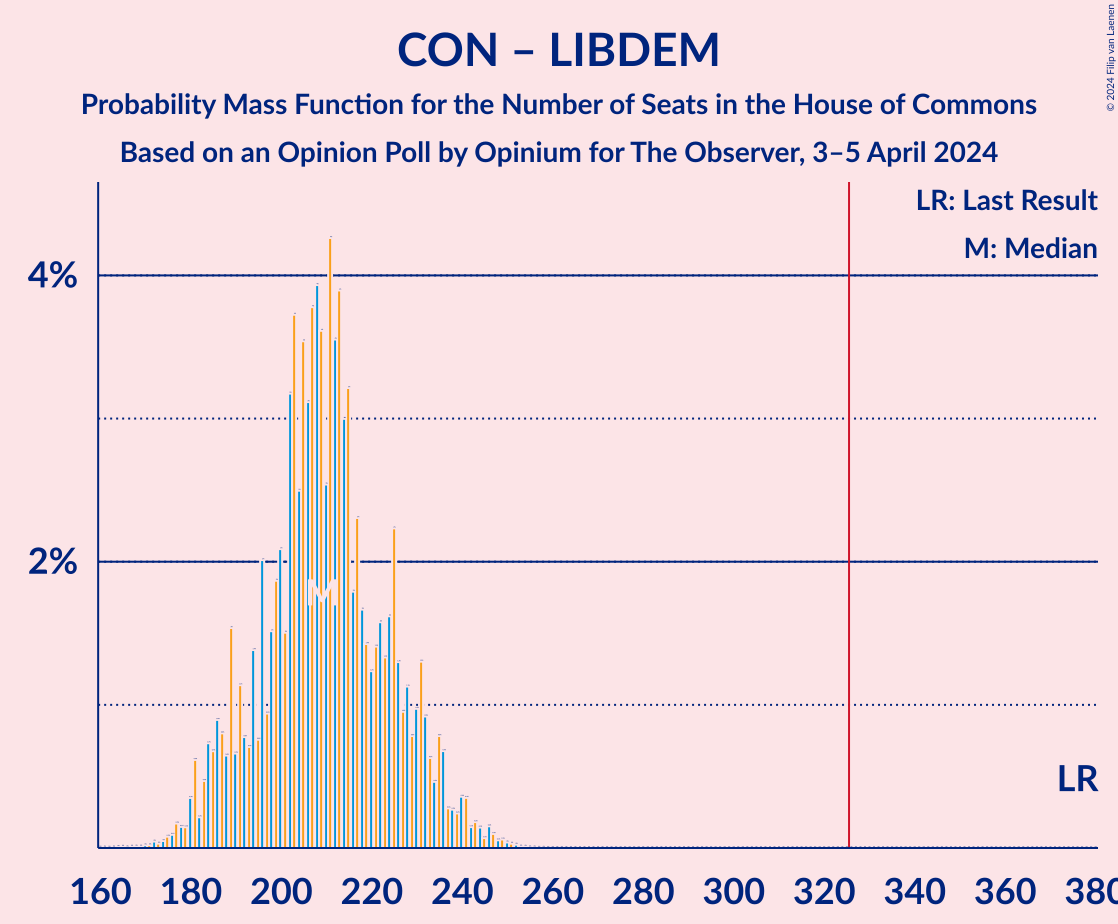 CON – LIBDEM
Probability Mass Function for the Number of Seats in the House of Commons
Based on an Opinion Poll by Opinium for The Observer, 3–5 April 2024
© 2024 Filip van Laenen
LR: Last Result
M: Median
4%
2%
M
LR
160 180 200 220 240 260 280 300 320 340 360 380